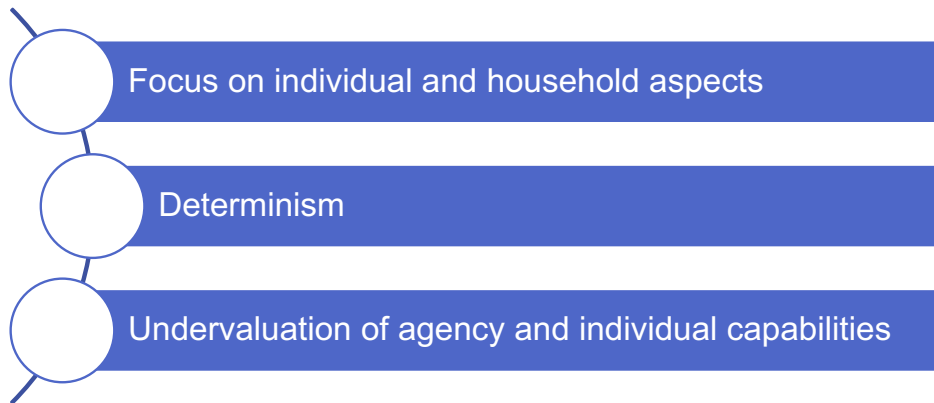 Focus on individual and household aspects
Determinism
Undervaluation of agency and individual capabilities